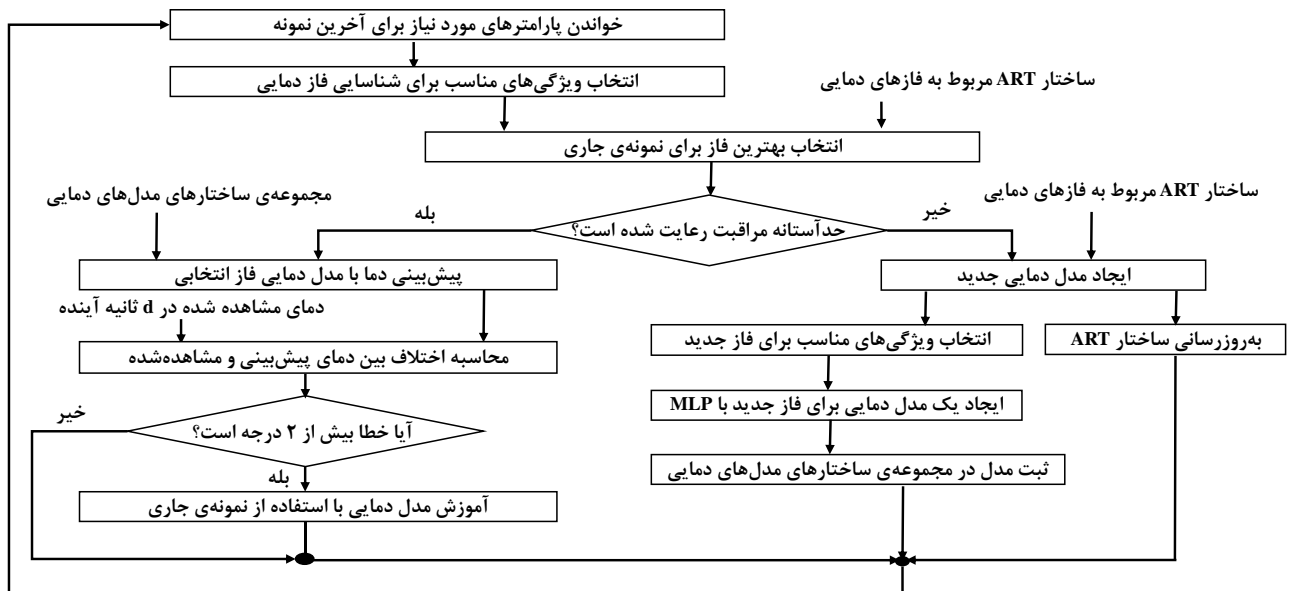 خواندن پارامترهای مورد نیاز برای آخرین نمونه
انتخاب ویژگی‌های مناسب برای شناسایی فاز دمایی
ساختار ART مربوط به فازهای دمایی
انتخاب بهترین فاز برای نمونه‌ی جاری
مجموعه‌ی ساختارهای مدل‌های دمایی
ساختار ART مربوط به فازهای دمایی
بله
خیر
حدآستانه مراقبت رعایت شده است؟
پیش‌بینی دما با مدل دمایی فاز انتخابی
ایجاد مدل دمایی جدید
دمای مشاهده شده در d ثانیه آینده
انتخاب ویژگی‌های مناسب برای فاز جدید
به‌روزرسانی ساختار ART
محاسبه اختلاف بین دمای پیش‌بینی و مشاهده‌شده
ایجاد یک مدل دمایی برای فاز جدید با MLP
خیر
آیا خطا بیش از ۲ درجه است؟
ثبت مدل در مجموعه‌ی ساختارهای مدل‌های دمایی
بله
آموزش مدل دمایی با استفاده از نمونه‌ی جاری